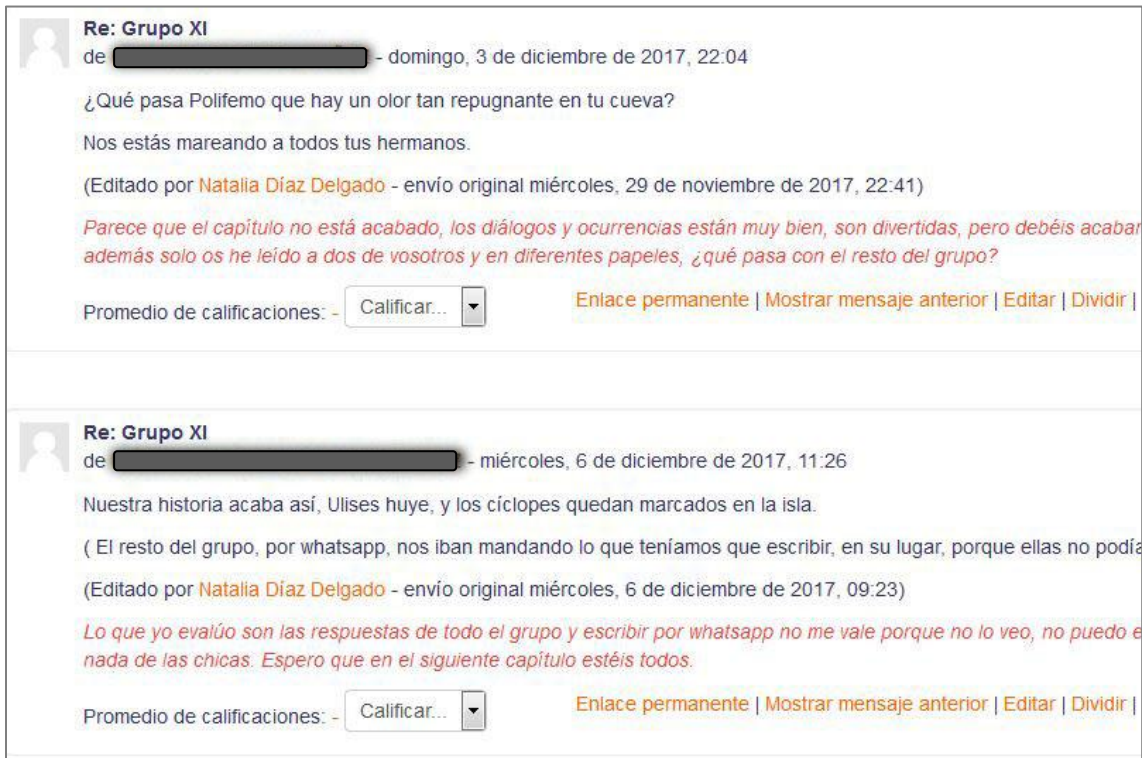 Re: Grupo XI
de - domingo, 3 de diciembre de 2017, 22:04
¿Qué pasa Polifemo que hay un olor tan repugnante en tu cueva?
Nos estás mareando a todos tus hermanos.
(Editado por Natalia Díaz Delgado - envío original miércoles, 29 de noviembre de 2017, 22:41)
Parece que el capítulo no está acabado, los diálogos y ocurrencias están muy bien, son divertidas, pero debéis acabar
además solo os he leído a dos de vosotros y en diferentes papeles, ¿qué pasa con el resto del grupo?
Promedio de calificaciones: - Calificar... Enlace permanente | Mostrar mensaje anterior | Editar | Dividir |
Re: Grupo XI
de - miércoles, 6 de diciembre de 2017, 11:26
Nuestra historia acaba así, Ulises huye, y los cíclopes quedan marcados en la isla.
( El resto del grupo, por whatsapp, nos iban mandando lo que teníamos que escribir, en su lugar, porque ellas no
(Editado por Natalia Díaz Delgado - envío original miércoles, 6 de diciembre de 2017, 09:23)
Lo que yo evalúo son las respuestas de todo el grupo y escribir por whatsapp no me vale porque no lo veo, no puedo
nada de las chicas. Espero que en el siguiente capítulo estéis todos.
Promedio de calificaciones: - Calificar... Enlace permanente | Mostrar mensaje anterior | Editar | Dividir |